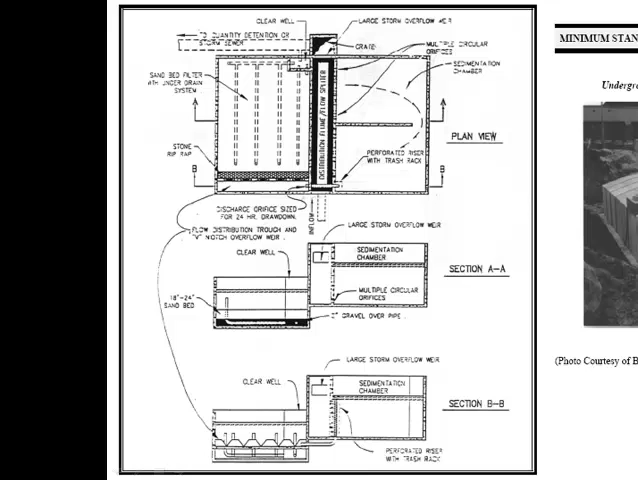 CLEAR WELL
LARGE STORM OVERFLOW WEIR
TO QUANTITY DETENTION OR
STORM SEWER
CRATE
MULTIPLE CIRCULAR
ORIFICES
SEDIMENTATION
CHAMBER
SAND BED FILTER
WITH UNDER DRAIN
SYSTEM
DISTRIBUTION FLUME/FLOW SPLITER
A
A
PLAN VIEW
STONE
RIP RAP
PERFORATED RISER
WITH TRASH RACK
B
B
DISCHARGE ORIFICE SIZED
FOR 24 HR. DRAWDOWN
INFLOW
FLOW DISTRIBUTION TROUGH AND
"V" NOTCH OVERFLOW WEIR
LARGE STORM OVERFLOW WEIR
CLEAR WELL
SEDIMENTATION
CHAMBER
SECTION A-A
18"-24"
SAND BED
MULTIPLE CIRCULAR
ORIFICES
GRAVEL OVER PIPE
LARGE STORM OVERFLOW WEIR
CLEAR WELL
SEDIMENTATION
CHAMBER
SECTION B-B
PERFORATED RISER
WITH TRASH RACK
MINIMUM STAN
Undergro
(Photo Courtesy of B